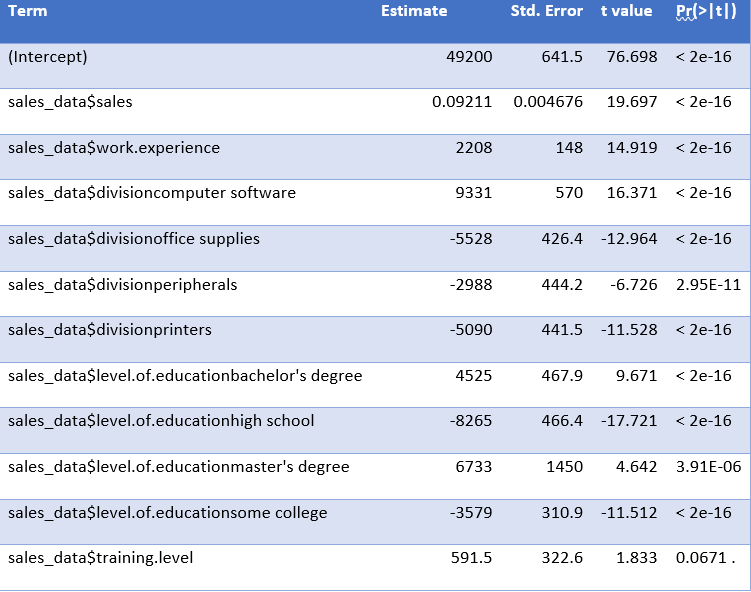 Term Estimate Std. Error t value Pr(>|t|)
(Intercept) 49200 641.5 76.698 < 2e-16
sales_data$sales 0.09211 0.004676 19.697 < 2e-16
sales_data$work.experience 2208 148 14.919 < 2e-16
sales_data$divisioncomputer software 9331 570 16.371 < 2e-16
sales_data$divisionoffice supplies -5528 426.4 -12.964 < 2e-16
sales_data$divisionperipherals -2988 444.2 -6.726 2.95E-11
sales_data$divisionprinters -5090 441.5 -11.528 < 2e-16
sales_data$level.of.educationbachelor's degree 4525 467.9 9.671 < 2e-16
sales_data$level.of.educationhigh school -8265 466.4 -17.721 < 2e-16
sales_data$level.of.educationmaster's degree 6733 1450 4.642 3.91E-06
sales_data$level.of.educationsome college -3579 310.9 -11.512 < 2e-16
sales_data$training.level 591.5 322.6 1.833 0.0671 .